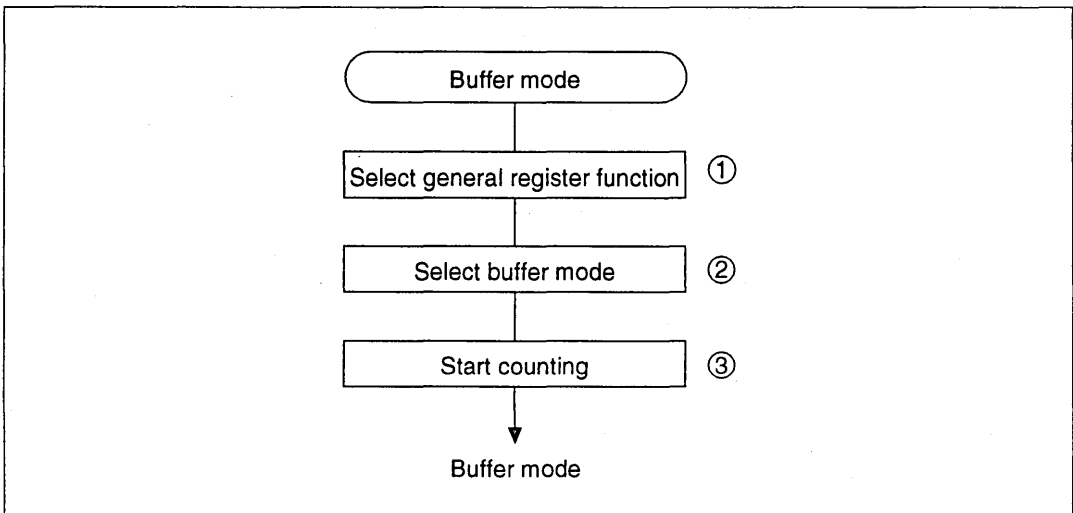 Buffer mode
Select general register function ①
Select buffer mode ②
Start counting ③
Buffer mode